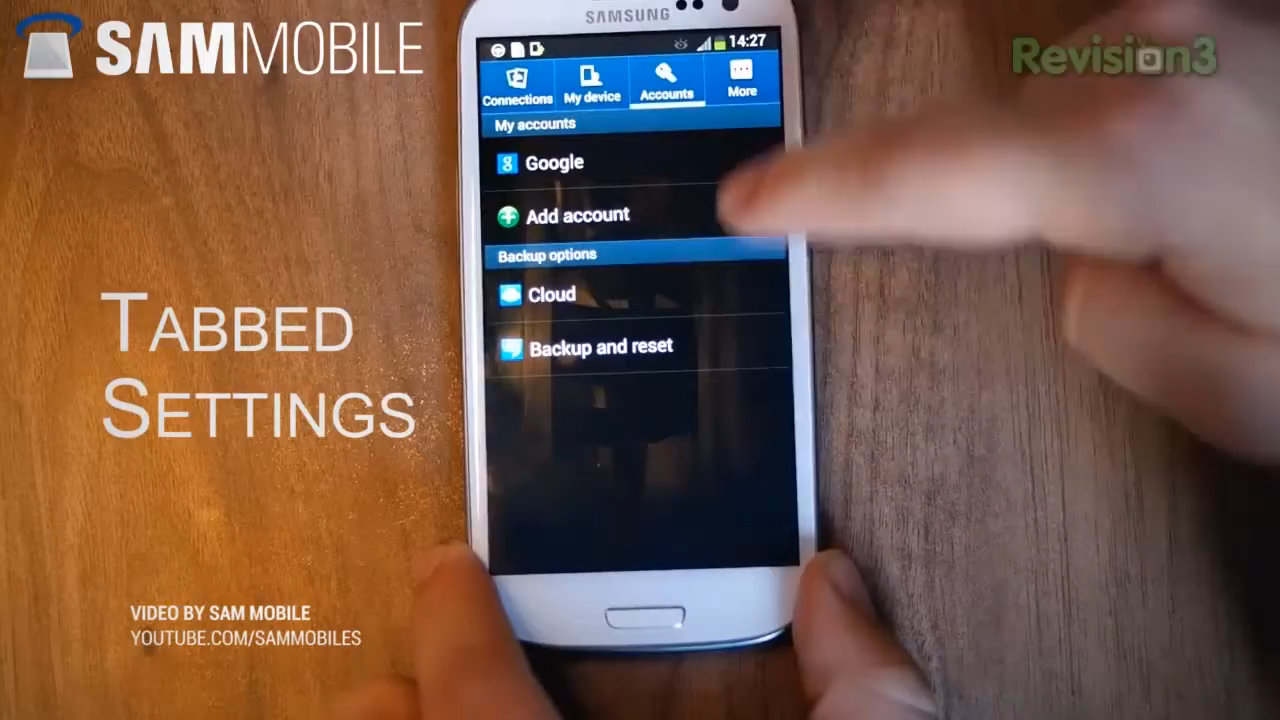 SAMMOBILE
Revision3
SAMSUNG
14:27
Connections
My device
Accounts
More
My accounts
Google
Add account
Backup options
Cloud
Backup and reset
TABBED
SETTINGS
VIDEO BY SAM MOBILE
YOUTUBE.COM/SAMMOBILES